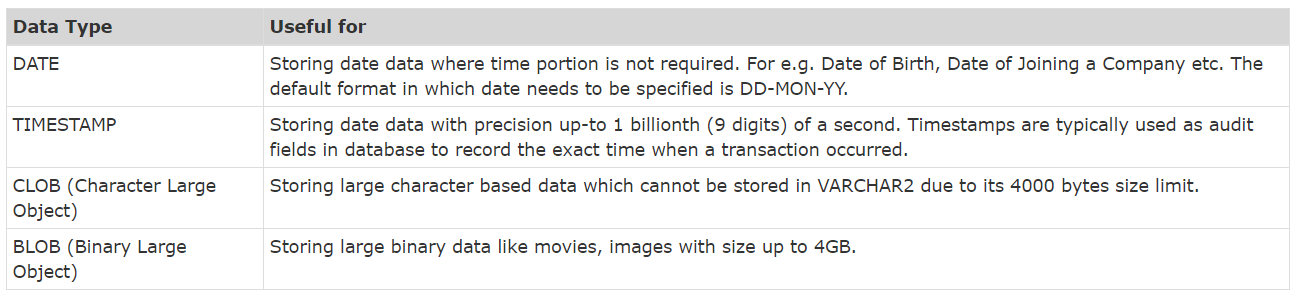 Data Type Useful for
DATE Storing date data where time portion is not required. For e.g. Date of Birth, Date of Joining a Company etc. The
default format in which date needs to be specified is DD-MON-YY.
TIMESTAMP Storing date data with precision up-to 1 billionth (9 digits) of a second. Timestamps are typically used as audit
fields in database to record the exact time when a transaction occurred.
CLOB (Character Large Storing large character based data which cannot be stored in VARCHAR2 due to its 4000 bytes size limit.
Object)
BLOB (Binary Large Storing large binary data like movies, images with size up to 4GB.
Object)